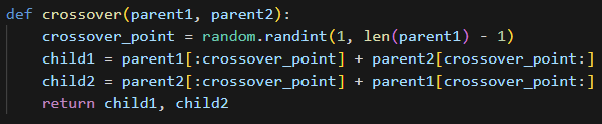 def crossover(parent1, parent2):
    crossover_point = random.randint(1, len(parent1) - 1)
    child1 = parent1[:crossover_point] + parent2[crossover_point:]
    child2 = parent2[:crossover_point] + parent1[crossover_point:]
    return child1, child2